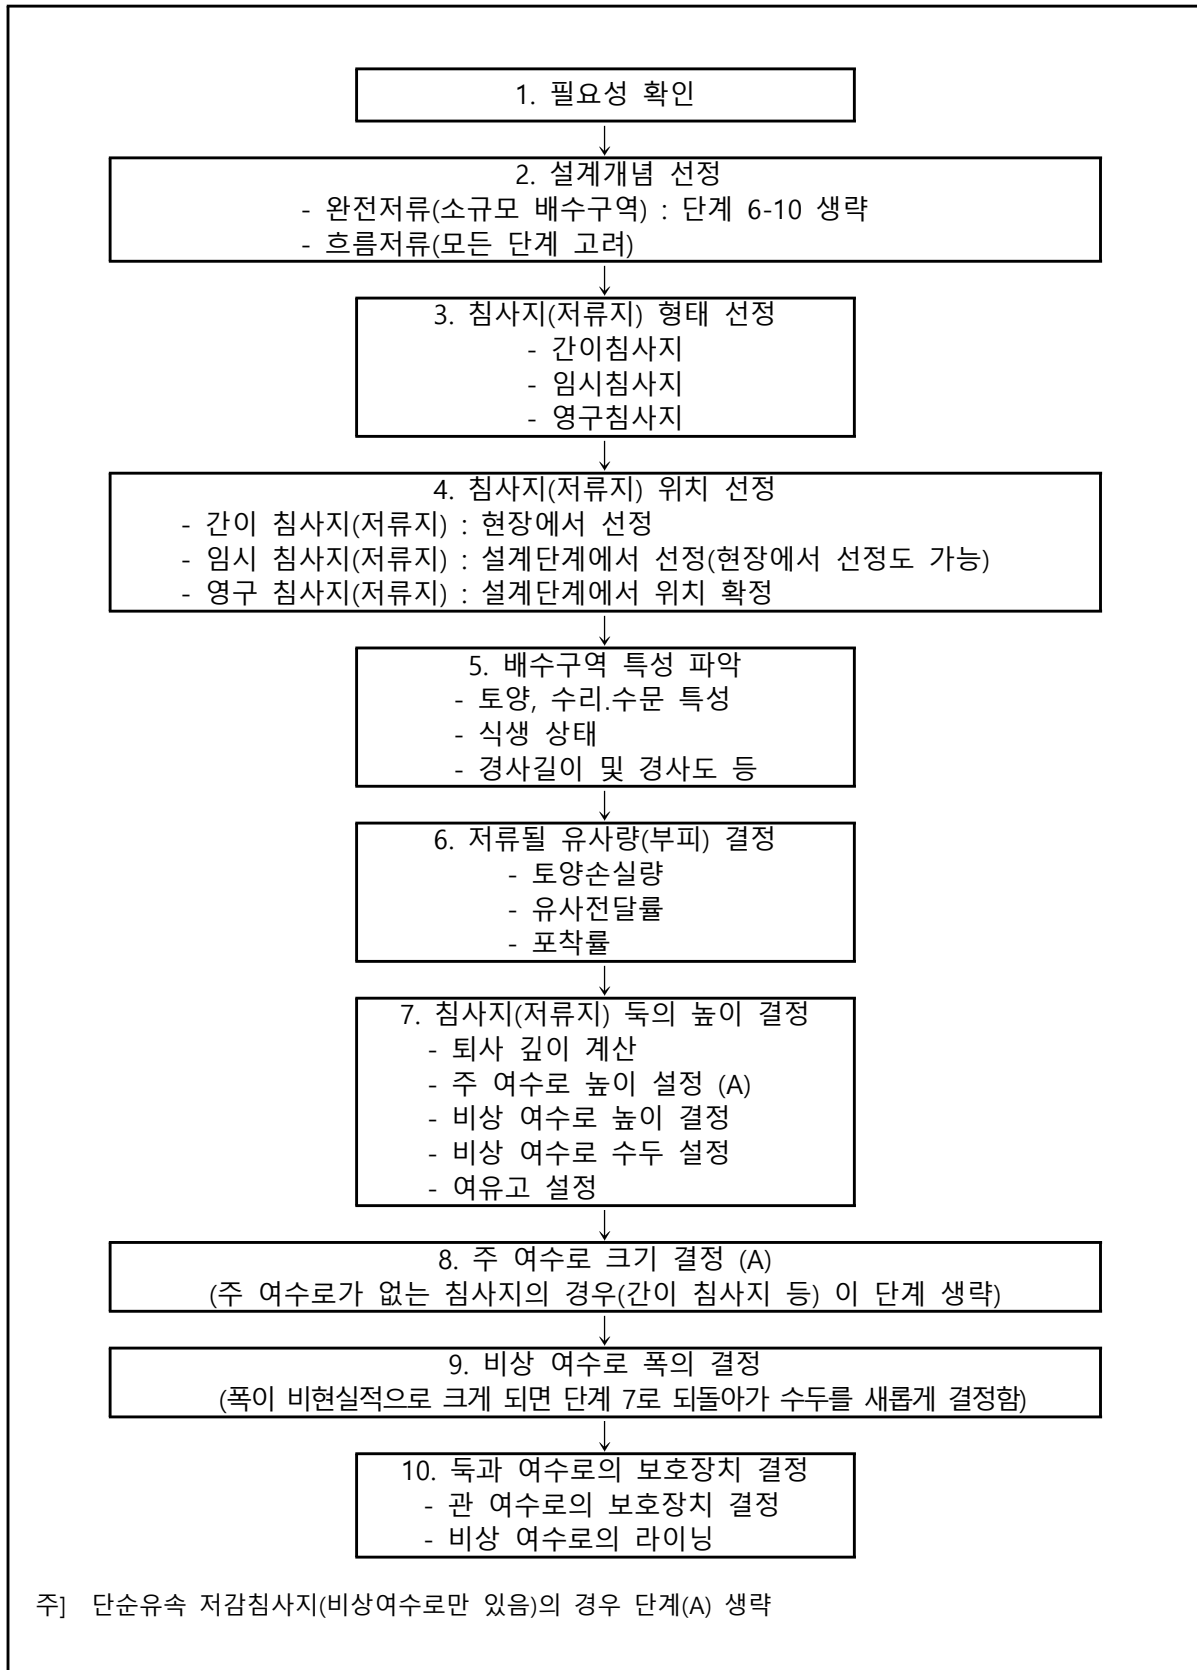 1. 필요성 확인
2. 설계개념 선정
- 완전저류(소규모 배수구역) : 단계 6-10 생략
- 흐름저류(모든 단계 고려)
3. 침사지(저류지) 형태 선정
- 간이침사지
- 임시침사지
- 영구침사지
4. 침사지(저류지) 위치 선정
- 간이 침사지(저류지) : 현장에서 선정
- 임시 침사지(저류지) : 설계단계에서 선정(현장에서 선정도 가능)
- 영구 침사지(저류지) : 설계단계에서 위치 확정
5. 배수구역 특성 파악
- 토양, 수리.수문 특성
- 식생 상태
- 경사길이 및 경사도 등
6. 저류될 유사량(부피) 결정
- 토양손실량
- 유사전달률
- 포착률
7. 침사지(저류지) 둑의 높이 결정
- 퇴사 깊이 계산
- 주 여수로 높이 설정 (A)
- 비상 여수로 높이 결정
- 비상 여수로 수두 설정
- 여유고 설정
8. 주 여수로 크기 결정 (A)
(주 여수로가 없는 침사지의 경우(간이 침사지 등) 이 단계 생략)
9. 비상 여수로 폭의 결정
(폭이 비현실적으로 크게 되면 단계 7로 되돌아가 수두를 새롭게 결정함)
10. 둑과 여수로의 보호장치 결정
- 관 여수로의 보호장치 결정
- 비상 여수로의 라이닝
주] 단순유속 저감침사지(비상여수로만 있음)의 경우 단계(A) 생략